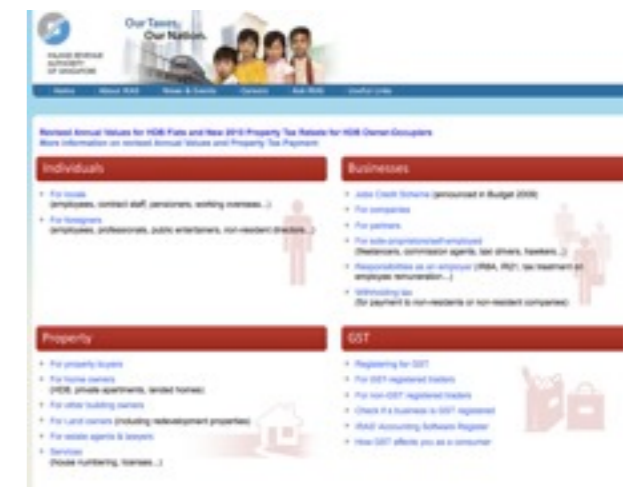 Our Taxes,
Our Nation.
INLAND REVENUE
AUTHORITY
OF SINGAPORE
Home About IRAS News & Events Careers Ask IRAS Useful Links
Revised Annual Values for HDB Flats and New 2010 Property Tax Rebate for HDB Owner-Occupiers
More information on revised Annual Values and Property Tax Payment
Individuals
For locals
(employees, contract staff, pensioners, working overseas...)
For foreigners
(employees, professionals, public entertainers, non-resident directors...)
Businesses
Jobs Credit Scheme (announced in Budget 2009)
For companies
For partners
For sole-proprietors/self-employed
(freelancers, commission agents, taxi drivers, hawkers...)
Responsibilities as an employer (IR8A, IR21, tax treatment of
employee remuneration...)
Withholding tax
(for payment to non-residents or non-resident companies)
Property
For property buyers
For home owners
(HDB, private apartments, landed homes)
For other building owners
For Land owners (including redevelopment properties)
For estate agents & lawyers
Services
(house numbering, licenses...)
GST
Registering for GST
For GST-registered traders
For non-GST registered traders
Check if a business is GST registered
IRAS' Accounting Software Register
How GST affects you as a consumer